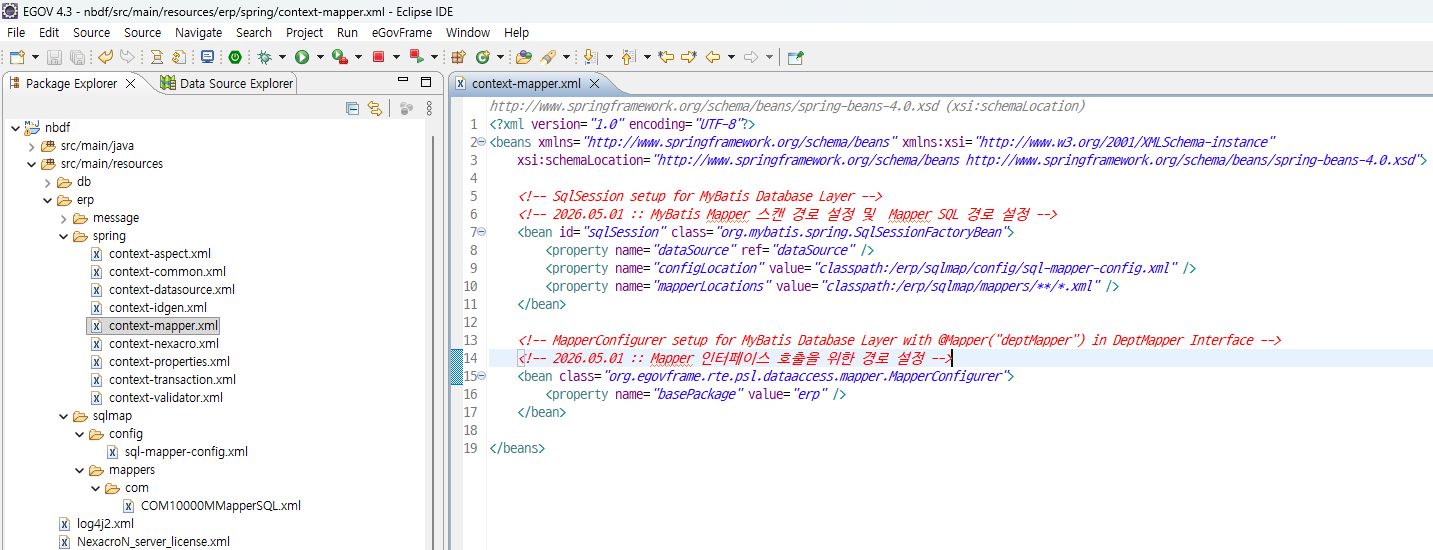 EGOV 4.3 - nbdf/src/main/resources/erp/spring/context-mapper.xml - Eclipse IDE
File Edit Source Source Navigate Search Project Run eGovFrame Window Help
Package Explorer
Data Source Explorer
nbdf
src/main/java
src/main/resources
db
erp
message
spring
context-aspect.xml
context-common.xml
context-datasource.xml
context-idgen.xml
context-mapper.xml
context-nexacro.xml
context-properties.xml
context-transaction.xml
context-validator.xml
sqlmap
config
sql-mapper-config.xml
mappers
com
COM10000MMapperSQL.xml
log4j2.xml
NexacroN_server_license.xml
context-mapper.xml
http://www.springframework.org/schema/beans/spring-beans-4.0.xsd (xsi:schemaLocation)
1 <?xml version="1.0" encoding="UTF-8"?>
2 <beans xmlns="http://www.springframework.org/schema/beans" xmlns:xsi="http://www.w3.org/2001/XMLSchema-instance"
3 xsi:schemaLocation="http://www.springframework.org/schema/beans http://www.springframework.org/schema/beans/spring-beans-4.0.xsd">
4
5 <!-- SqlSession setup for MyBatis Database Layer -->
6 <!-- 2026.05.01 :: MyBatis Mapper 스캔 경로 설정 및 Mapper SQL 경로 설정 -->
7 <bean id="sqlSession" class="org.mybatis.spring.SqlSessionFactoryBean">
8 <property name="dataSource" ref="dataSource" />
9 <property name="configLocation" value="classpath:/erp/sqlmap/config/sql-mapper-config.xml" />
10 <property name="mapperLocations" value="classpath:/erp/sqlmap/mappers/**/*.xml" />
11 </bean>
12
13 <!-- MapperConfigurer setup for MyBatis Database Layer with @Mapper("deptMapper") in DeptMapper Interface -->
14 <!-- 2026.05.01 :: Mapper 인터페이스 호출을 위한 경로 설정 -->
15 <bean class="org.egovframe.rte.psl.dataaccess.mapper.MapperConfigurer">
16 <property name="basePackage" value="erp" />
17 </bean>
18
19 </beans>